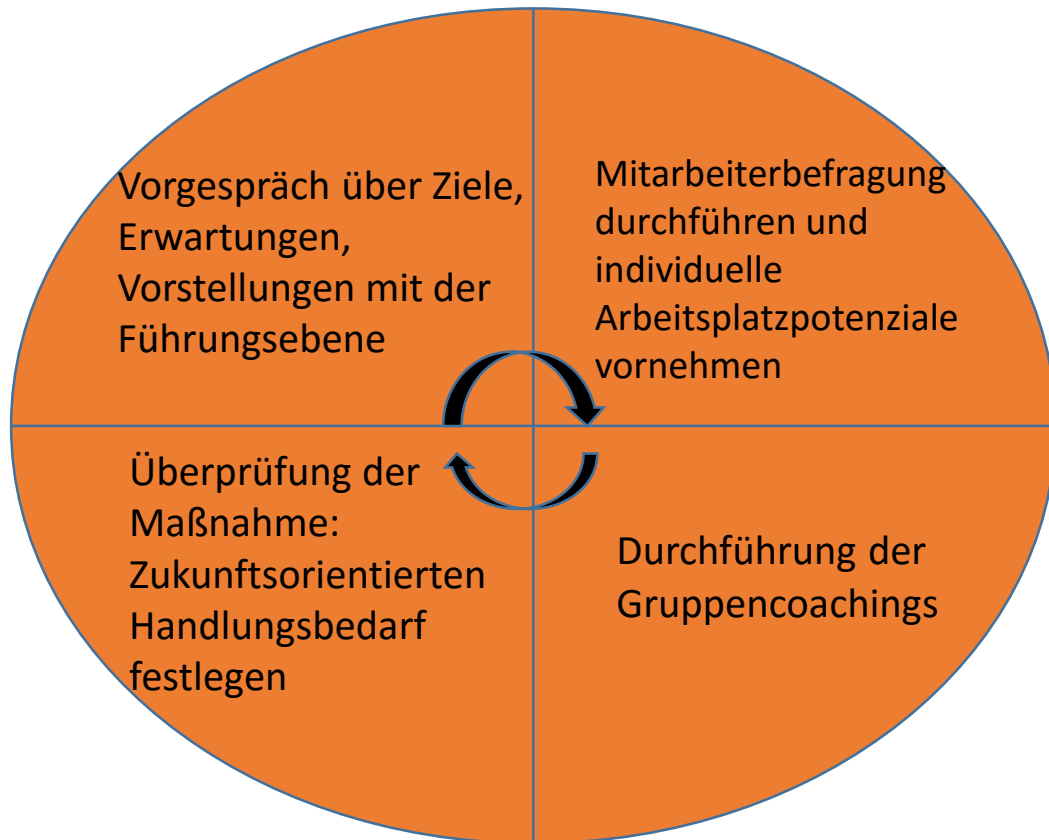 Vorgespräch über Ziele,
Erwartungen,
Vorstellungen mit der
Führungsebene
Mitarbeiterbefragung
durchführen und
individuelle
Arbeitsplatzpotenziale
vornehmen
Überprüfung der
Maßnahme:
Zukunftsorientierten
Handlungsbedarf
festlegen
Durchführung der
Gruppencoachings